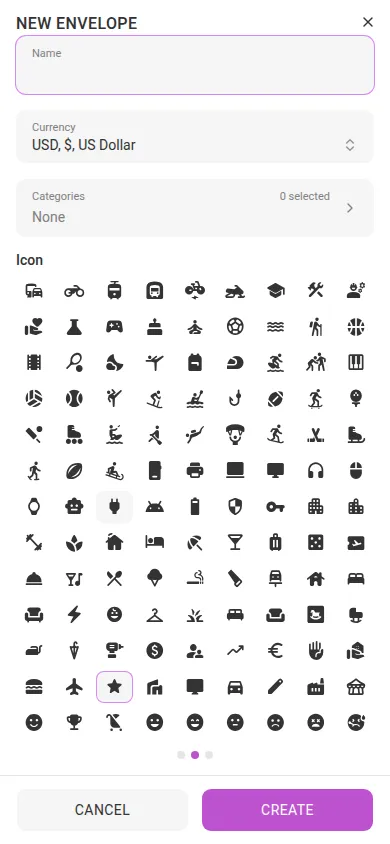 NEW ENVELOPE
Name
Currency
USD, $, US Dollar
Categories
0 selected
None
Icon
CANCEL
CREATE